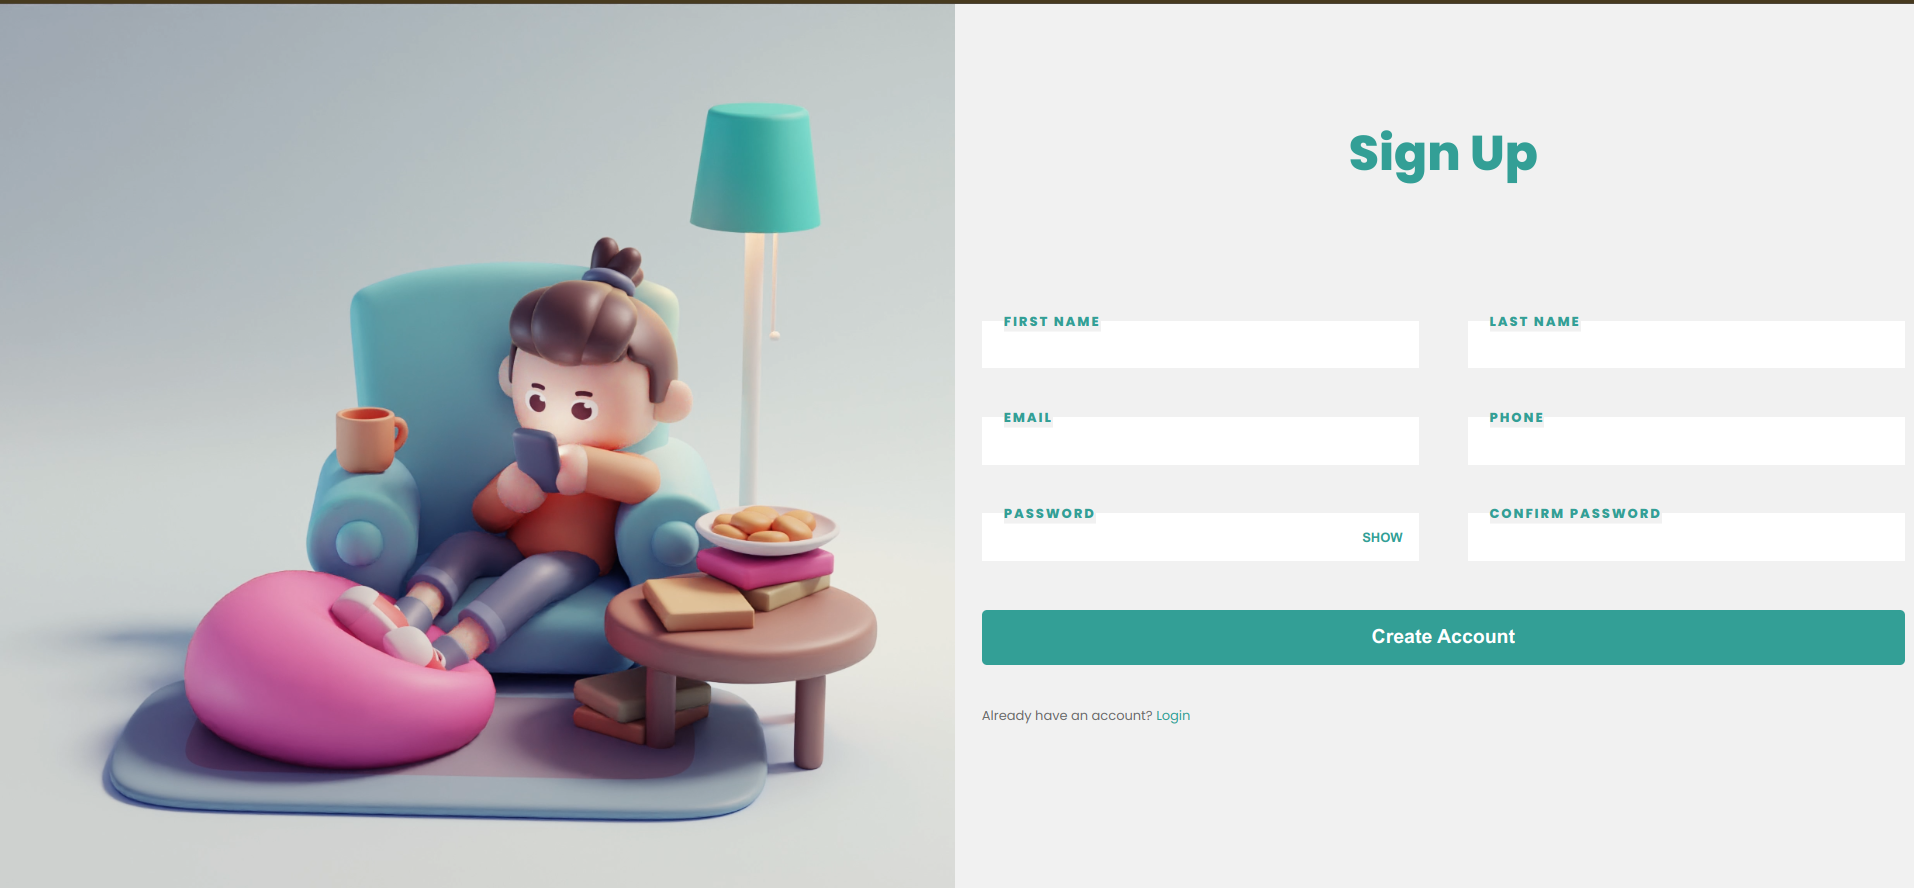 Sign Up
FIRST NAME
LAST NAME
EMAIL
PHONE
PASSWORD
SHOW
CONFIRM PASSWORD
Create Account
Already have an account? Login